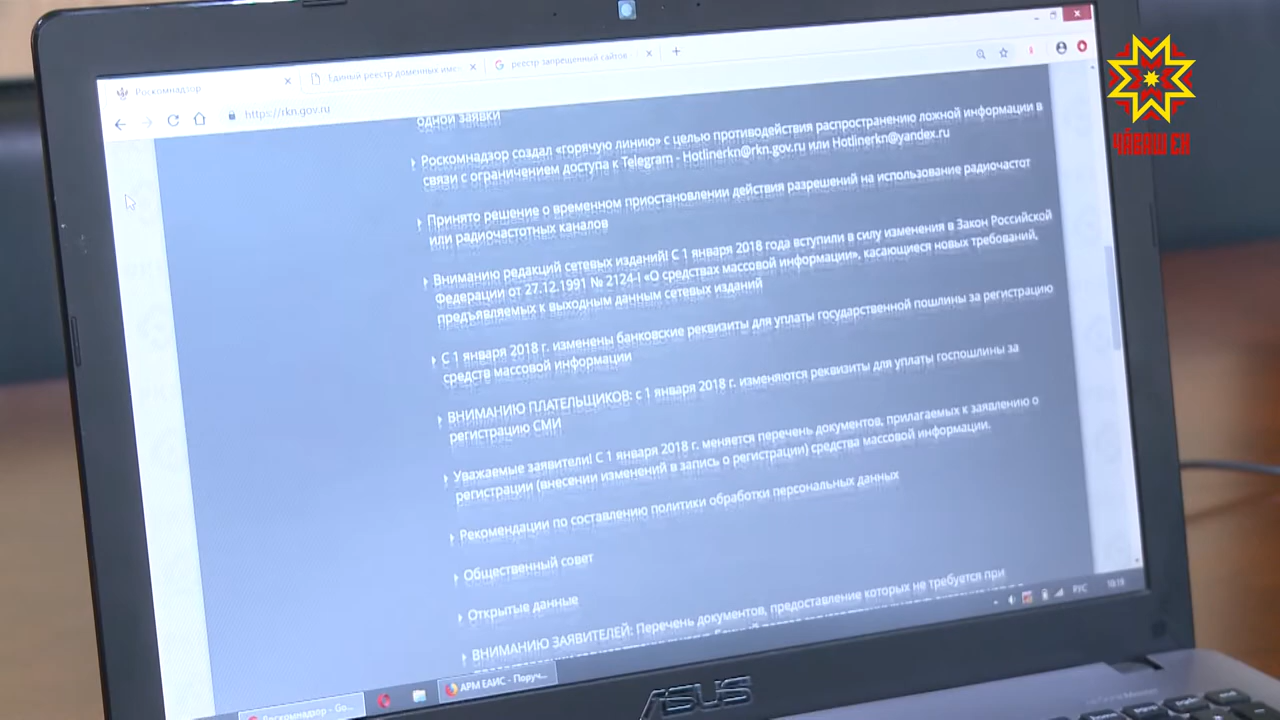 Роскомнадзор
Единый реестр доменных име
реестр запрещенный сайтов
https://rkn.gov.ru
одной заявки
Роскомнадзор создал «горячую линию» с целью противодействия распространению ложной информации в
связи с ограничением доступа к Telegram - Hotlinerkn@rkn.gov.ru или Hotlinerkn@yandex.ru
Принято решение о временном приостановлении действия разрешений на использование радиочастот
или радиочастотных каналов
Вниманию редакций сетевых изданий! С 1 января 2018 года вступили в силу изменения в Закон Российской
Федерации от 27.12.1991 № 2124-I «О средствах массовой информации», касающиеся новых требований,
предъявляемых к выходным данным сетевых изданий
С 1 января 2018 г. изменены банковские реквизиты для уплаты государственной пошлины за регистрацию
средств массовой информации
ВНИМАНИЮ ПЛАТЕЛЬЩИКОВ: с 1 января 2018 г. изменяются реквизиты для уплаты госпошлины за
регистрацию СМИ
Уважаемые заявители! С 1 января 2018 г. меняется перечень документов, прилагаемых к заявлению о
регистрации (внесении изменений в запись о регистрации) средства массовой информации.
Рекомендации по составлению политики обработки персональных данных
Общественный совет
Открытые данные
ВНИМАНИЮ ЗАЯВИТЕЛЕЙ: Перечень документов, предоставление которых не требуется при
РУС
10:19
Роскомнадзор - Go...
АРМ ЕАИС - Поруч...
ASUS
ЧӐВАШ ЕН